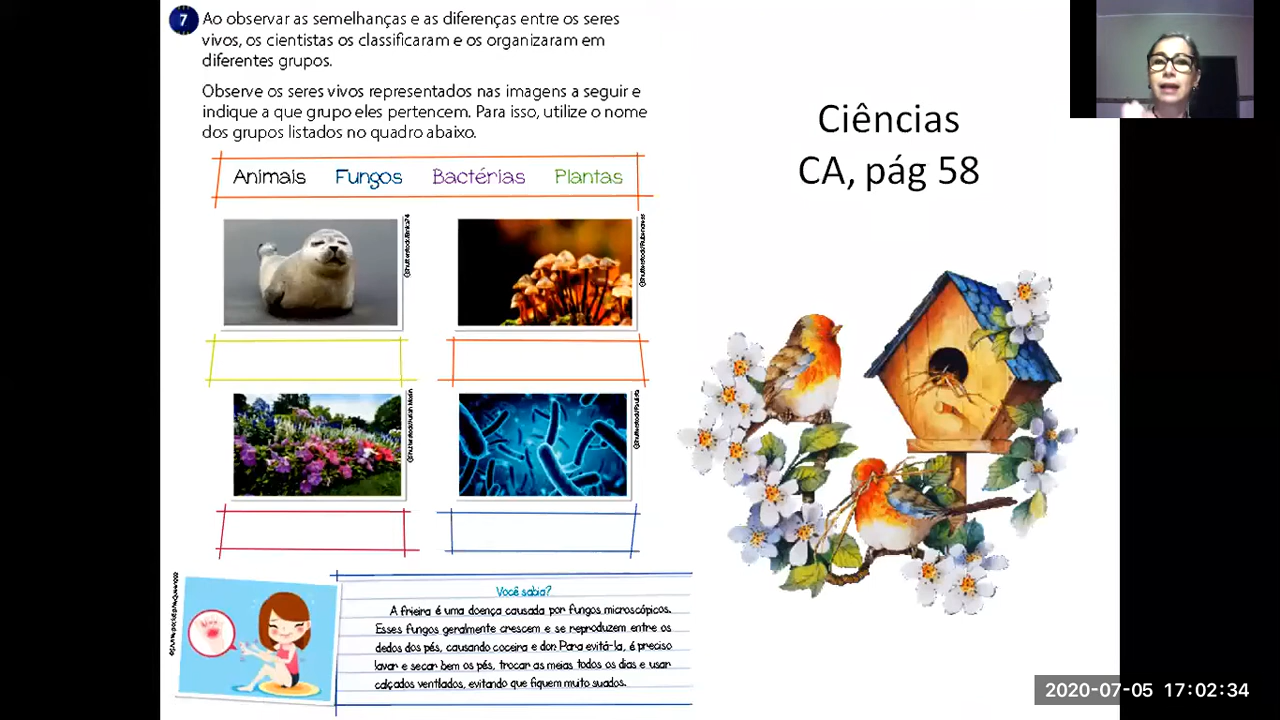 7
Ao observar as semelhanças e as diferenças entre os seres
vivos, os cientistas os classificaram e os organizaram em
diferentes grupos.
Observe os seres vivos representados nas imagens a seguir e
indique a que grupo eles pertencem. Para isso, utilize o nome
dos grupos listados no quadro abaixo.
Animais Fungos Bactérias Plantas
Você sabia?
A frieira é uma doença causada por fungos microscópicos.
Esses fungos geralmente crescem e se reproduzem entre os
dedos dos pés, causando coceira e dor. Para evitá-la, é preciso
lavar e secar bem os pés, trocar as meias todos os dias e usar
calçados ventilados, evitando que fiquem muito suados.
Ciências
CA, pág 58
2020-07-05 17:02:34